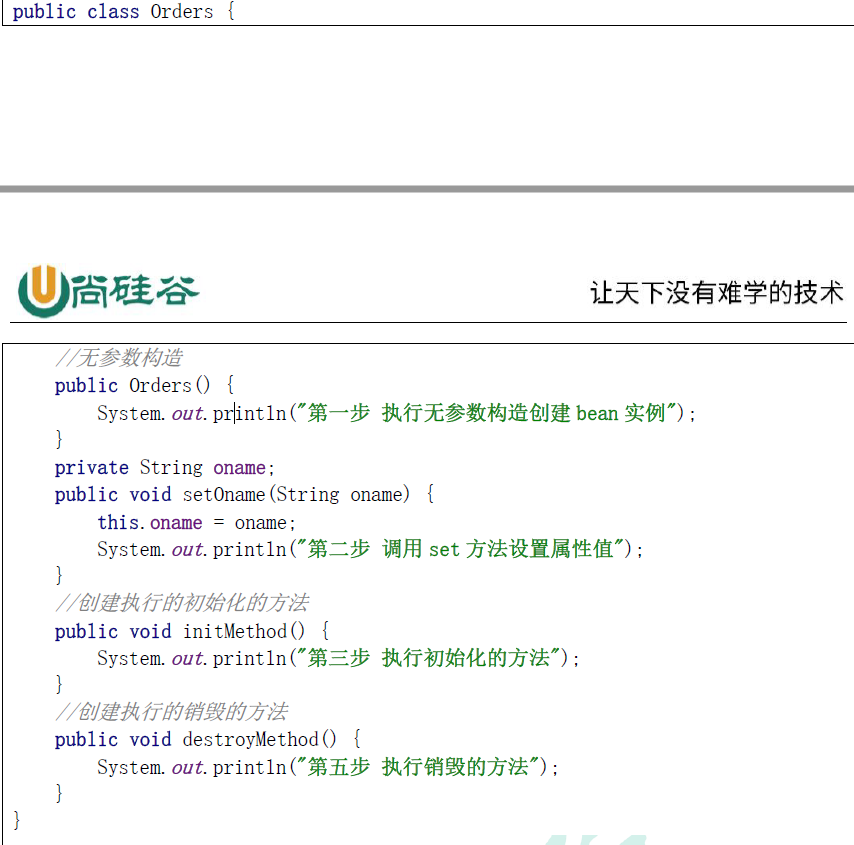 public class Orders {
尚硅谷
让天下没有难学的技术
//无参数构造
public Orders() {
System.out.println("第一步 执行无参数构造创建 bean 实例");
}
private String oname;
public void setOname(String oname) {
this.oname = oname;
System.out.println("第二步 调用 set 方法设置属性值");
}
//创建执行的初始化的方法
public void initMethod() {
System.out.println("第三步 执行初始化的方法");
}
//创建执行的销毁的方法
public void destroyMethod() {
System.out.println("第五步 执行销毁的方法");
}
}